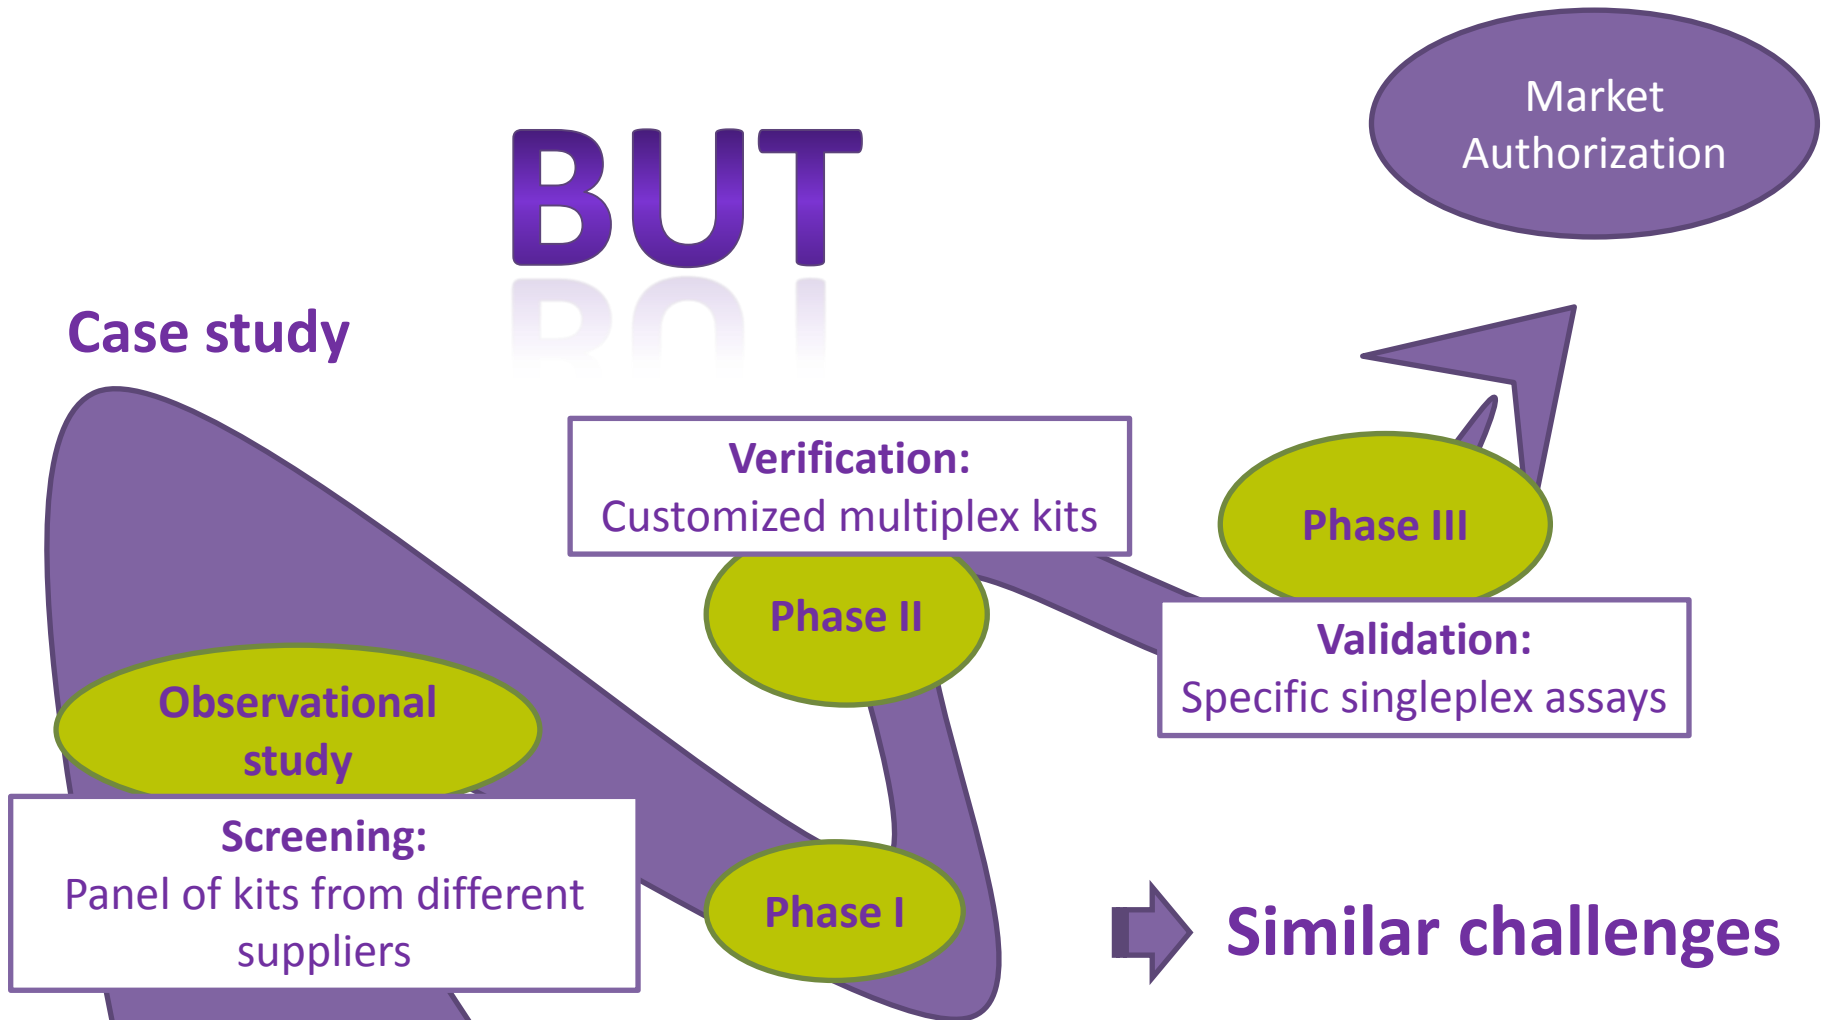 BUT
Market
Authorization
Case study
Verification:
Customized multiplex kits
Phase III
Phase II
Validation:
Specific singleplex assays
Observational
study
Screening:
Panel of kits from different
suppliers
Phase I
Similar challenges